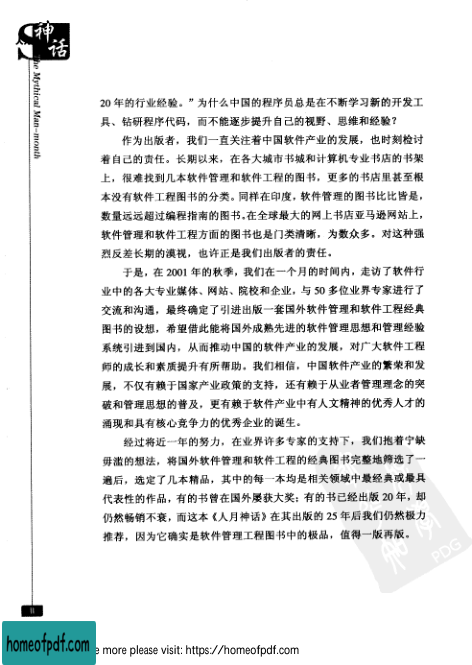 神
话
The Mythical Man-month
20 年的行业经验。”为什么中国的程序员总是在不断学习新的开发工
具、钻研程序代码，而不能逐步提升自己的视野、思维和经验？
作为出版者，我们一直关注着中国软件产业的发展，也时刻检讨
着自己的责任。长期以来，在各大城市书城和计算机专业书店的书架
上，很难找到几本软件管理和软件工程的图书，更多的书店里甚至根
本没有软件工程图书的分类。同样在印度，软件管理的图书比比皆是，
数量远远超过编程指南的图书。在全球最大的网上书店亚马逊网站上，
软件管理和软件工程方面的图书也是门类清晰，为数众多。对这种强
烈反差长期的漠视，也许正是我们出版者的责任。
于是，在 2001 年的秋季，我们在一个月的时间内，走访了软件行
业中的各大专业媒体、网站、院校和企业，与 50 多位业界专家进行了
交流和沟通，最终确定了引进出版一套国外软件管理和软件工程经典
图书的设想，希望借此能将国外成熟先进的软件管理思想和管理经验
系统引进到国内，从而推动中国的软件产业的发展，对广大软件工程
师的成长和素质提升有所帮助。我们相信，中国软件产业的繁荣和发
展，不仅有赖于国家产业政策的支持，还有赖于从业者管理理念的突
破和管理思想的普及，更有赖于软件产业中有人文精神的优秀人才的
涌现和具有核心竞争力的优秀企业的诞生。
经过将近一年的努力，在业界许多专家的支持下，我们抱着宁缺
毋滥的想法，将国外软件管理和软件工程的经典图书完整地筛选了一
遍后，选定了几本精品，其中的每一本均是相关领域中最经典或最具
代表性的作品，有的书曾在国外屡获大奖；有的书已经出版 20 年，却
仍然畅销不衰，而这本《人月神话》在其出版的 25 年后我们仍然极力
推荐，因为它确实是软件管理工程图书中的极品，值得一版再版。
PDG
II
homeofpdf.com
e more please visit: https://homeofpdf.com